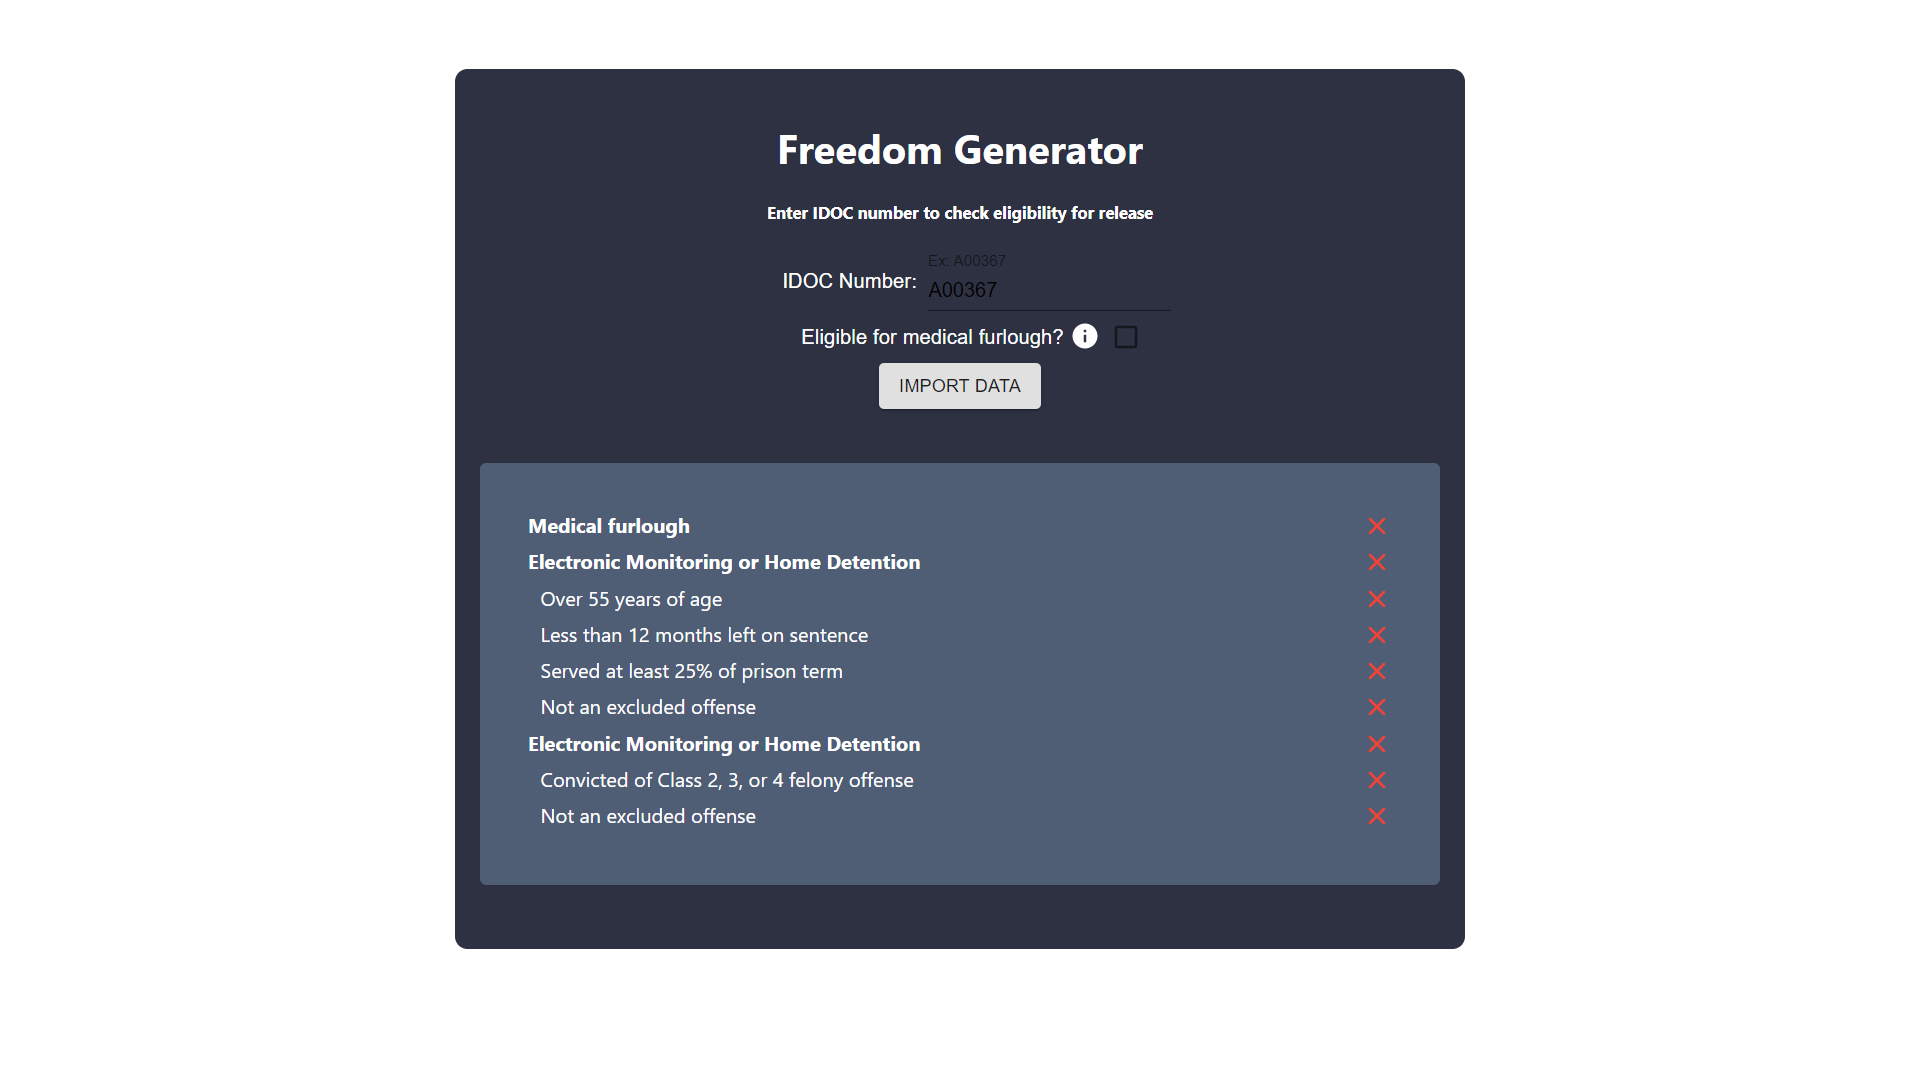 Freedom Generator
Enter IDOC number to check eligibility for release
Ex: A00367
IDOC Number:
A00367
Eligible for medical furlough?
IMPORT DATA
Medical furlough
Electronic Monitoring or Home Detention
Over 55 years of age
Less than 12 months left on sentence
Served at least 25% of prison term
Not an excluded offense
Electronic Monitoring or Home Detention
Convicted of Class 2, 3, or 4 felony offense
Not an excluded offense